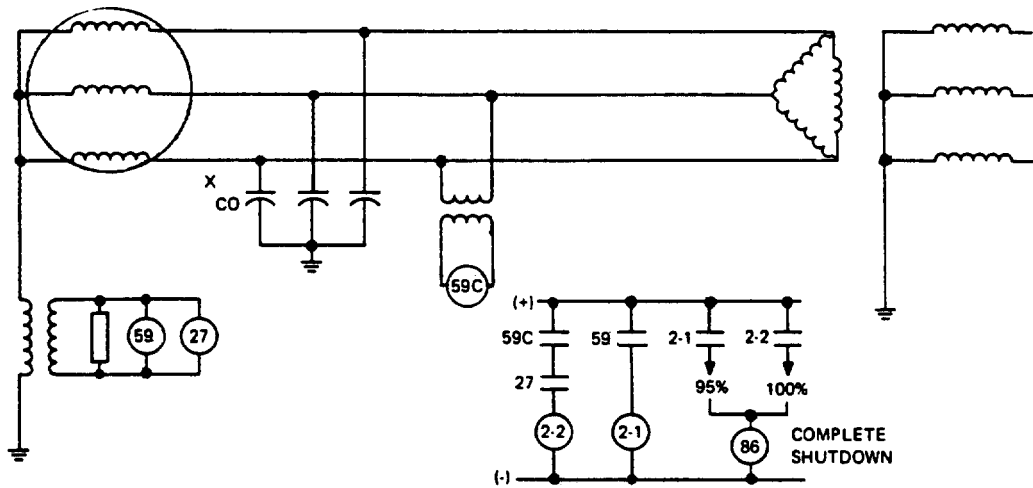 X
CO
59C
59
27
(+)
59C
59
2-1
2-2
27
95%
100%
2-2
2-1
86
COMPLETE
SHUTDOWN
(-)